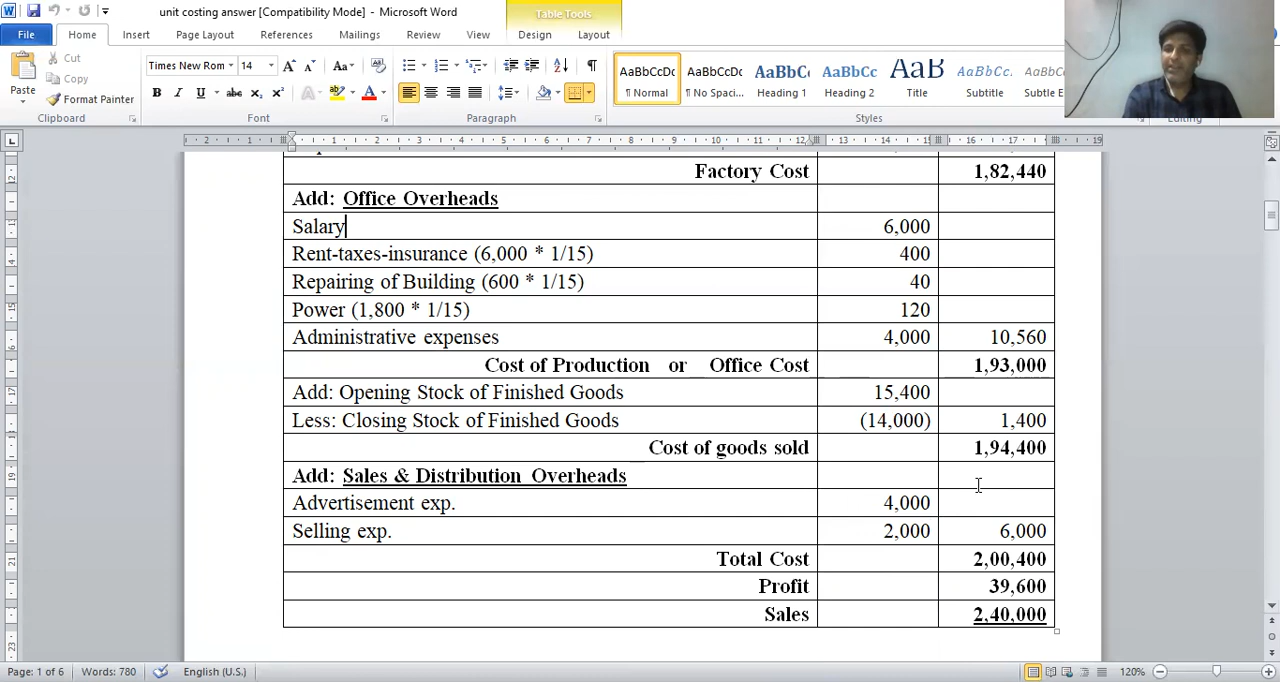 unit costing answer [Compatibility Mode] - Microsoft Word
Table Tools
File Home Insert Page Layout References Mailings Review View Design Layout
Paste
Cut
Copy
Format Painter
Clipboard
Times New Rom 14
Font
Paragraph
AaBbCcDc AaBbCcDc AaBbC AaBbCc AaB AaBbCc. AaBbCc
¶ Normal ¶ No Spaci... Heading 1 Heading 2 Title Subtitle Subtle E
Styles
Factory Cost 1,82,440
Add: Office Overheads
Salary 6,000
Rent-taxes-insurance (6,000 * 1/15) 400
Repairing of Building (600 * 1/15) 40
Power (1,800 * 1/15) 120
Administrative expenses 4,000 10,560
Cost of Production or Office Cost 1,93,000
Add: Opening Stock of Finished Goods 15,400
Less: Closing Stock of Finished Goods (14,000) 1,400
Cost of goods sold 1,94,400
Add: Sales & Distribution Overheads
Advertisement exp. 4,000
Selling exp. 2,000 6,000
Total Cost 2,00,400
Profit 39,600
Sales 2,40,000
Page: 1 of 6 Words: 780 English (U.S.) 120%